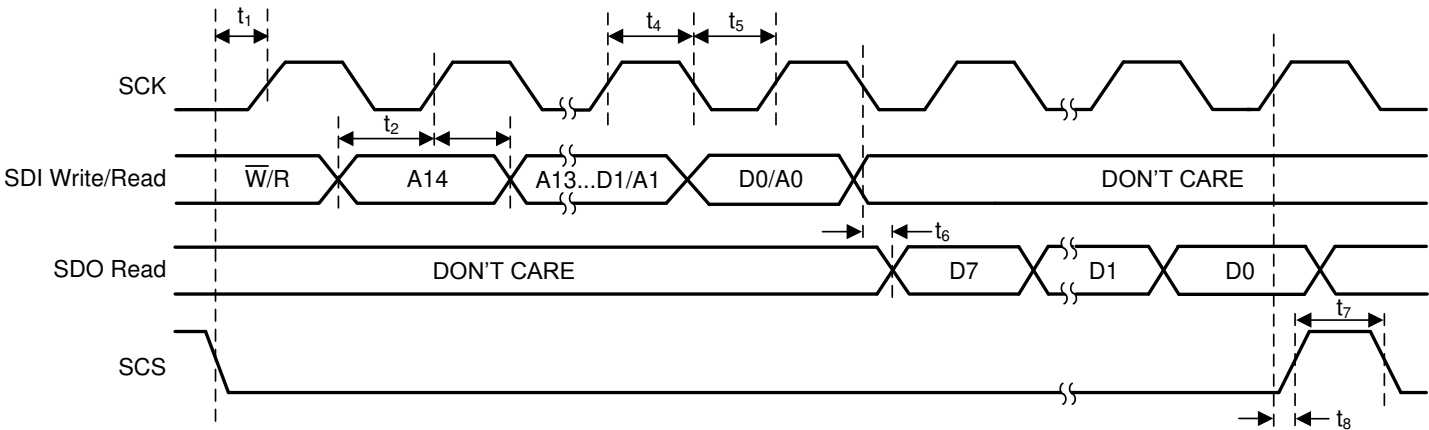 t1 t4 t5
SCK
t2
SDI Write/Read W̅/R A14 A13...D1/A1 D0/A0 DON'T CARE
t6
SDO Read DON'T CARE D7 D1 D0
t7
SCS
t8